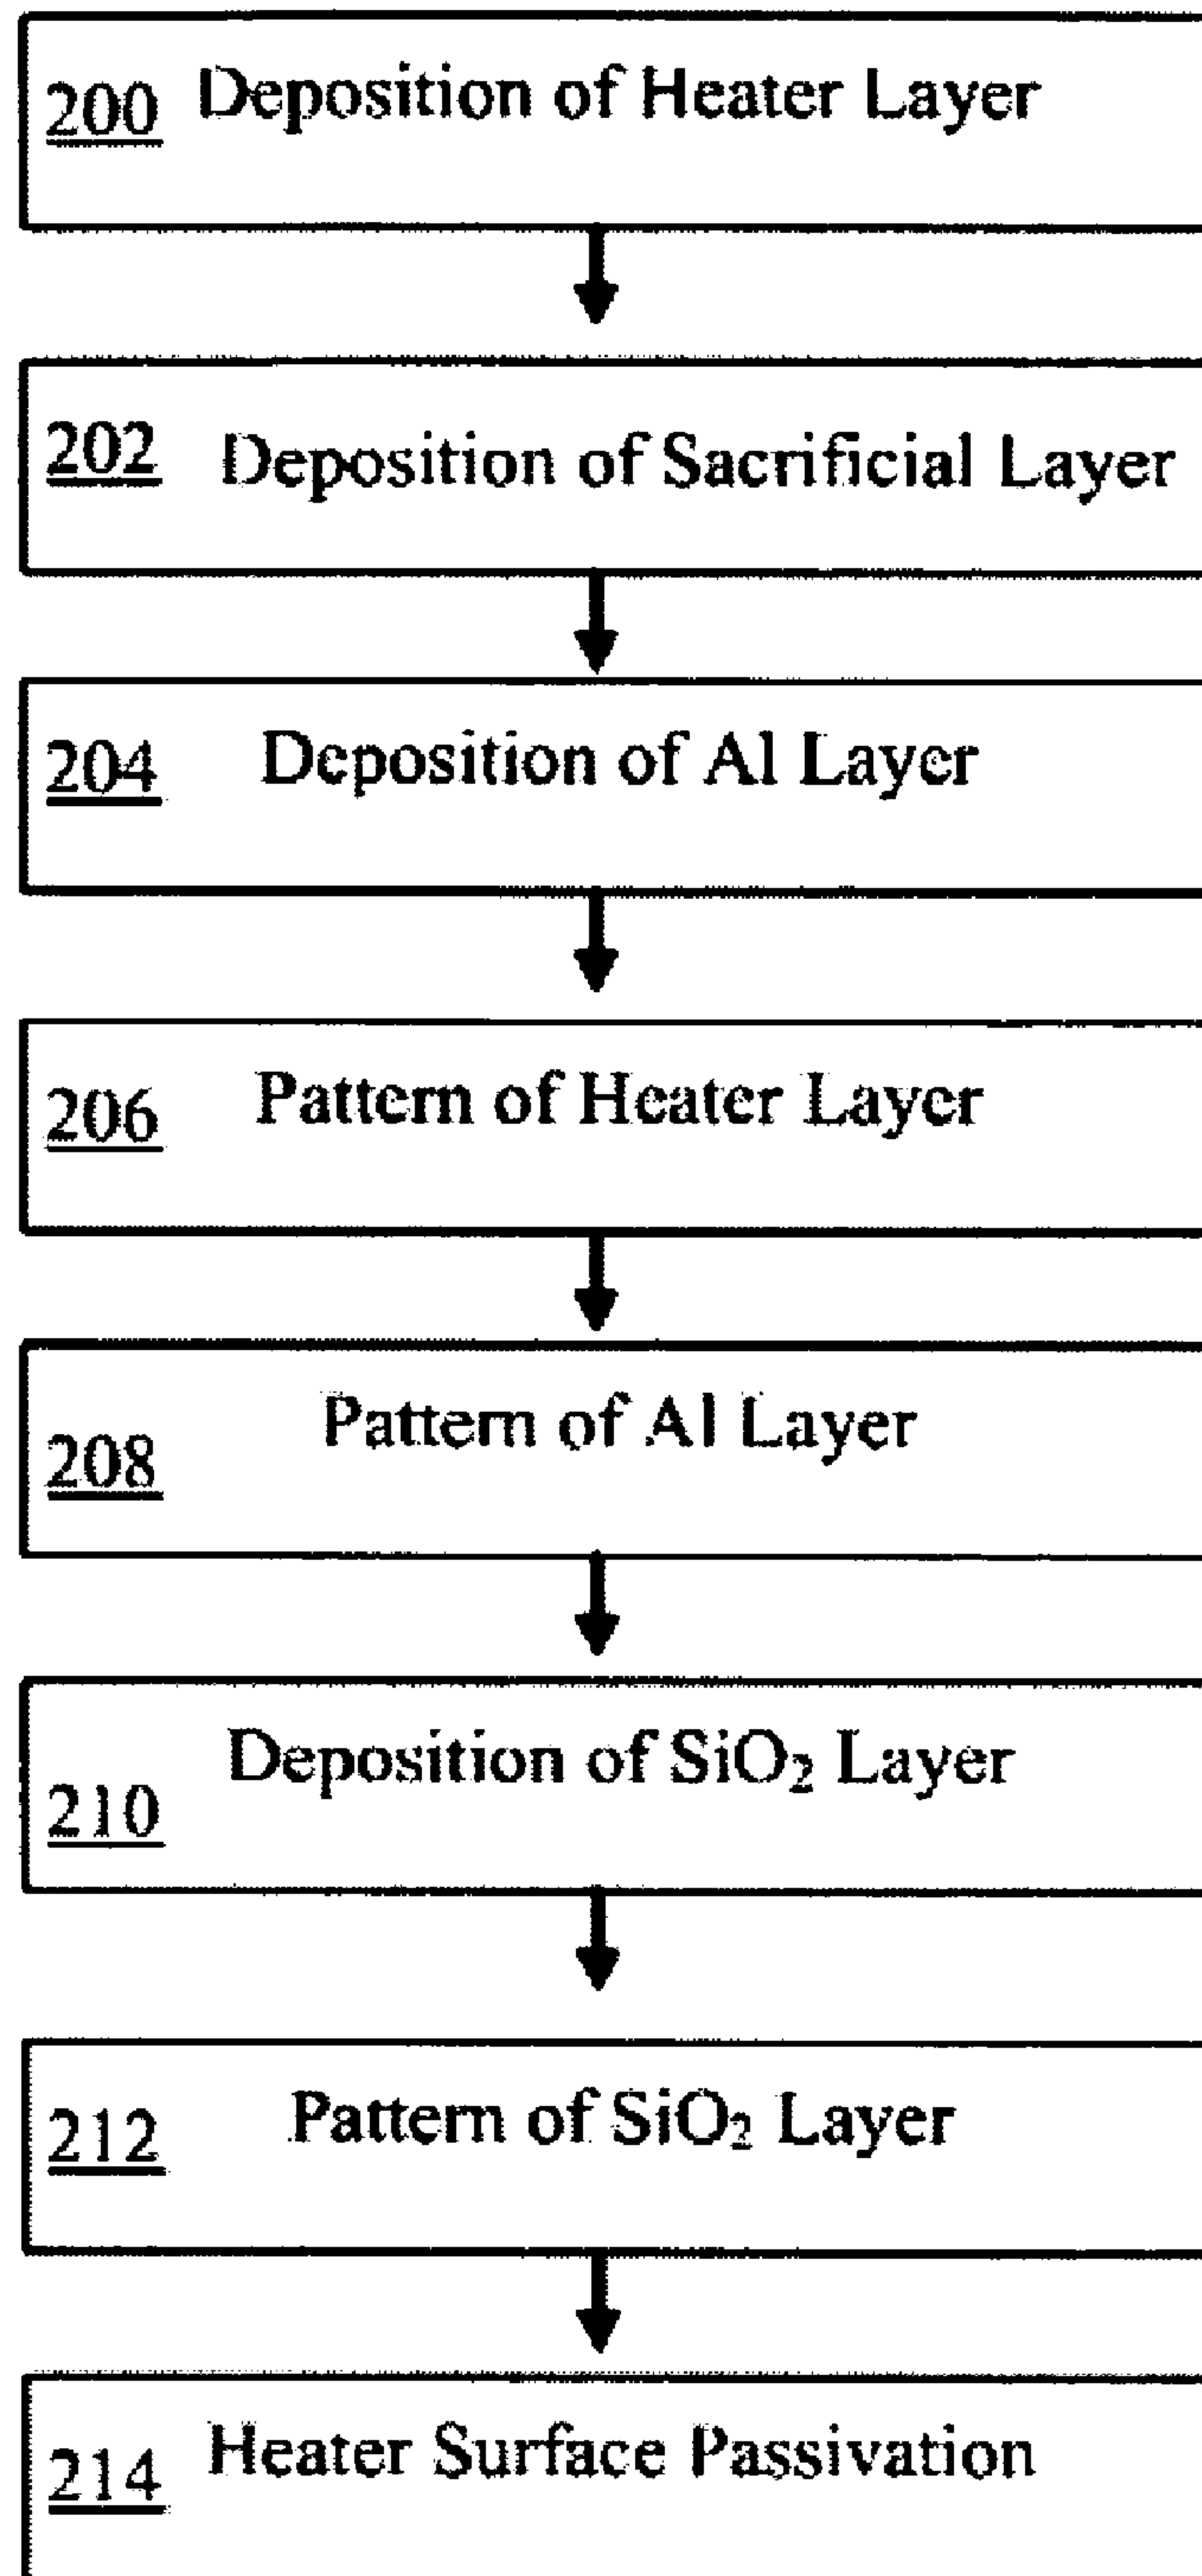 200 Deposition of Heater Layer
202 Deposition of Sacrificial Layer
204 Deposition of Al Layer
206 Pattern of Heater Layer
208 Pattern of Al Layer
210 Deposition of SiO₂ Layer
212 Pattern of SiO₂ Layer
214 Heater Surface Passivation